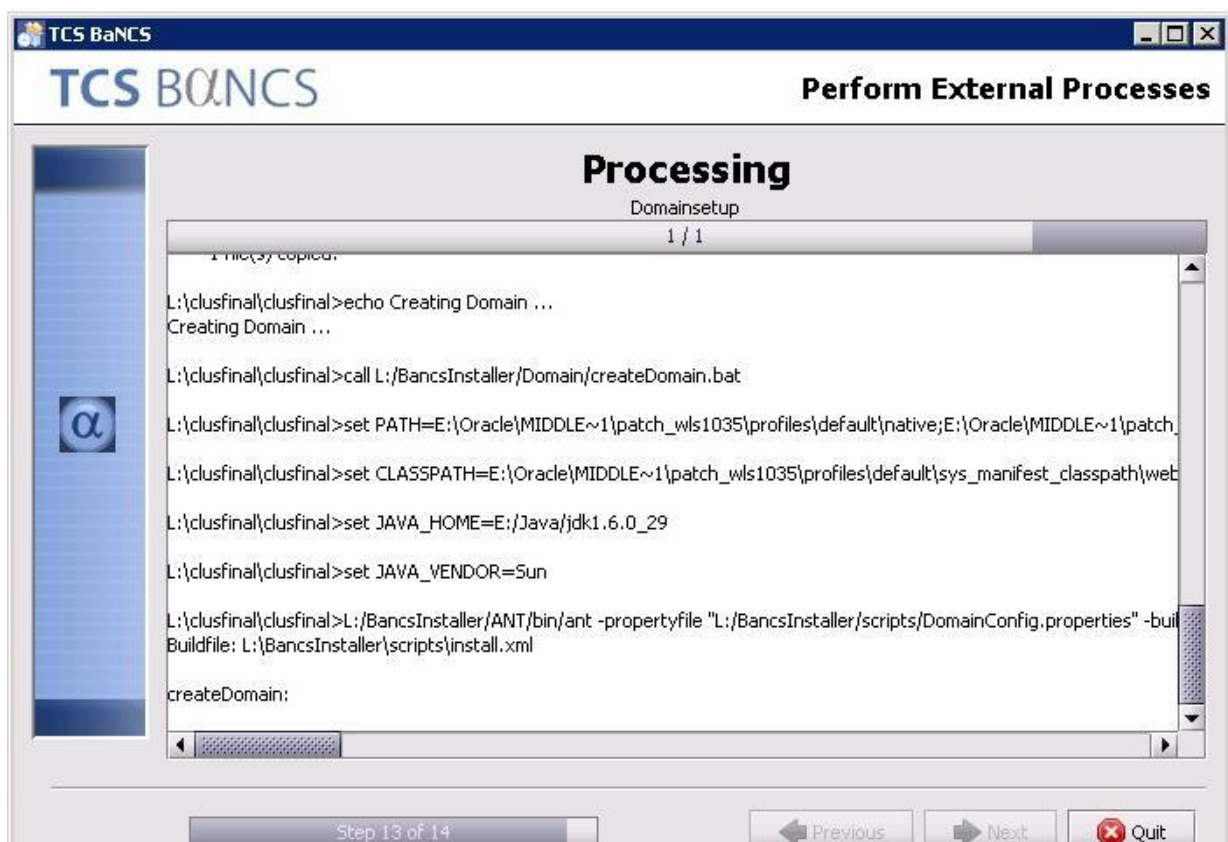 TCS BaNCS
TCS BαNCS
Perform External Processes
Processing
Domainsetup
1 / 1
1 file(s) copied.
L:\clusfinal\clusfinal>echo Creating Domain ...
Creating Domain ...
L:\clusfinal\clusfinal>call L:/BancsInstaller/Domain/createDomain.bat
L:\clusfinal\clusfinal>set PATH=E:\Oracle\MIDDLE~1\patch_wls1035\profiles\default\native;E:\Oracle\MIDDLE~1\patch_
L:\clusfinal\clusfinal>set CLASSPATH=E:\Oracle\MIDDLE~1\patch_wls1035\profiles\default\sys_manifest_classpath\web
L:\clusfinal\clusfinal>set JAVA_HOME=E:/Java/jdk1.6.0_29
L:\clusfinal\clusfinal>set JAVA_VENDOR=Sun
L:\clusfinal\clusfinal>L:/BancsInstaller/ANT/bin/ant -propertyfile "L:/BancsInstaller/scripts/DomainConfig.properties" -buil
Buildfile: L:\BancsInstaller\scripts\install.xml
createDomain:
α
Step 13 of 14
Previous
Next
Quit